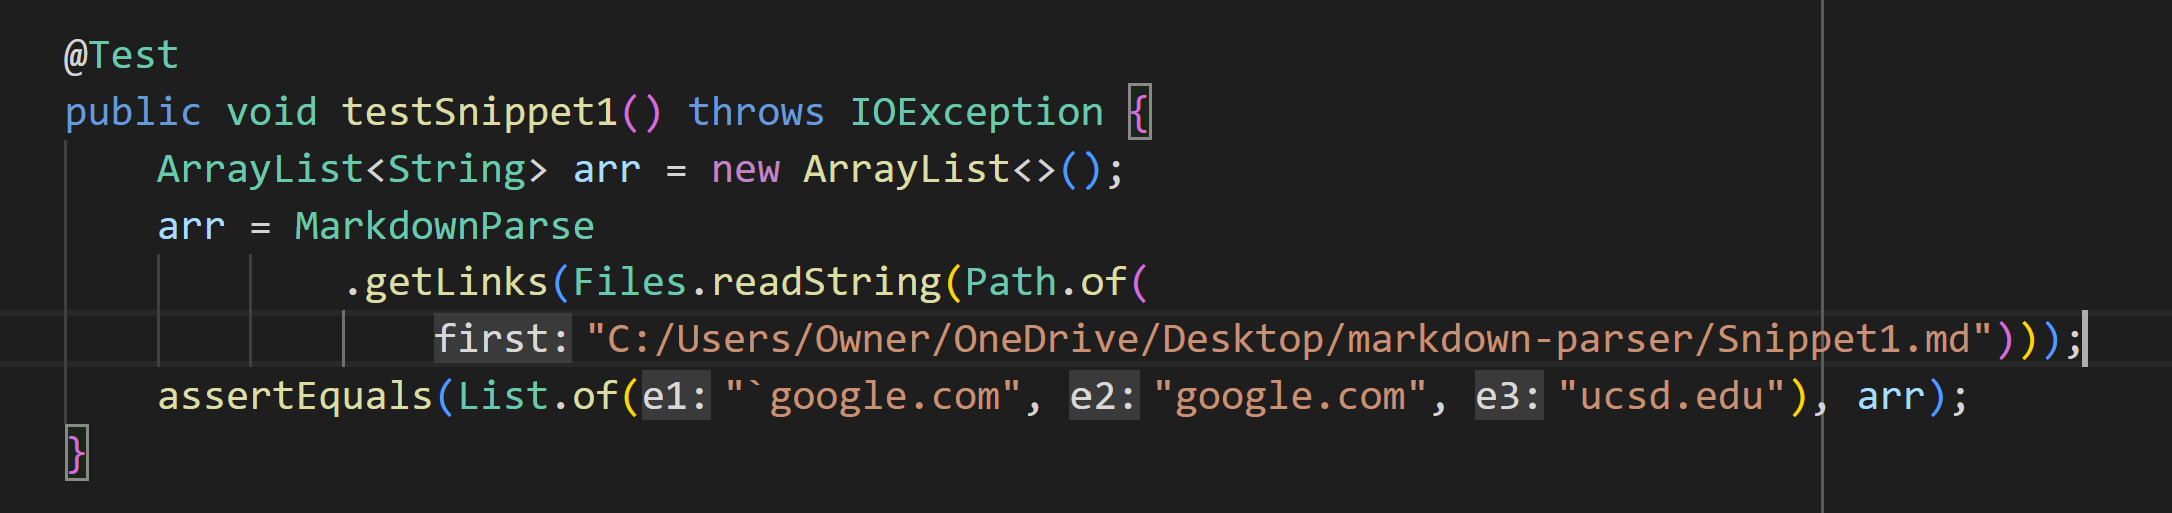 @Test
public void testSnippet1() throws IOException {
ArrayList<String> arr = new ArrayList<>();
arr = MarkdownParse
.getLinks(Files.readString(Path.of(
first: "C:/Users/Owner/OneDrive/Desktop/markdown-parser/Snippet1.md")));
assertEquals(List.of(e1: "`google.com", e2: "google.com", e3: "ucsd.edu"), arr);
}